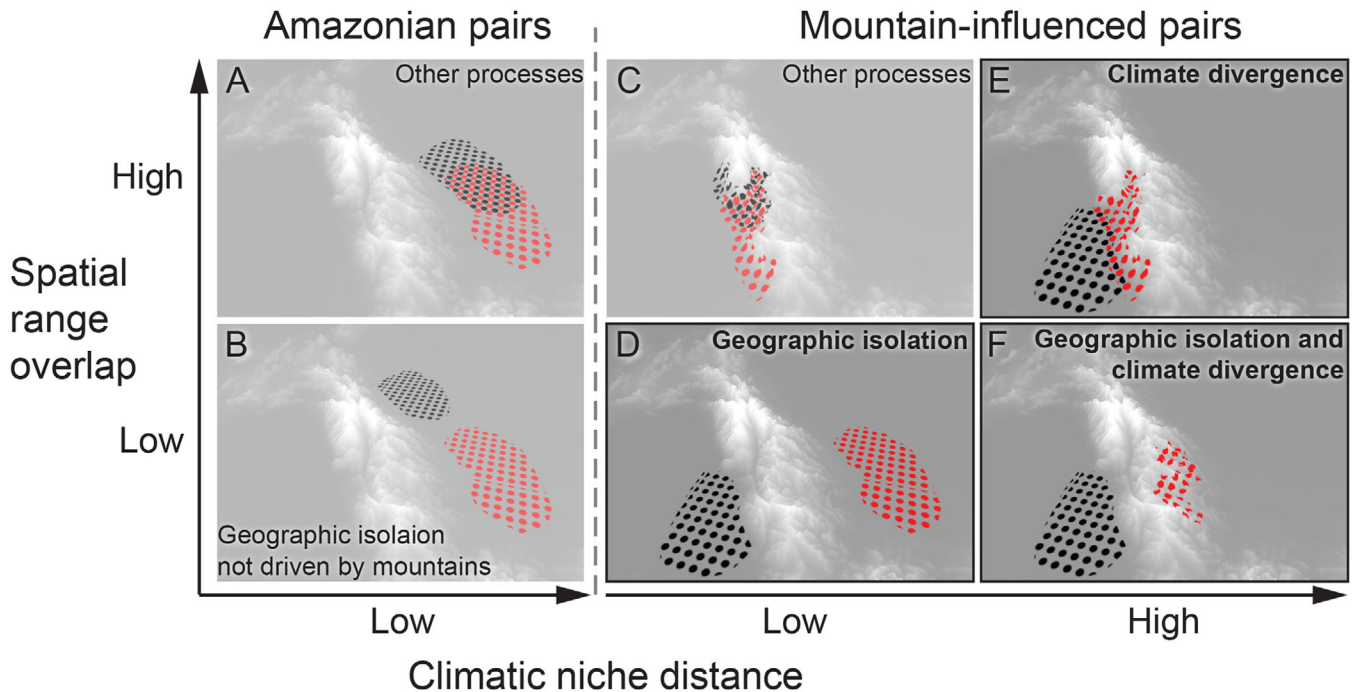 Amazonian pairs
Mountain-influenced pairs
A
Other processes
C
Other processes
E
Climate divergence
High
Spatial
range
overlap
B
Geographic isolaion
not driven by mountains
D
Geographic isolation
F
Geographic isolation and
climate divergence
Low
Low
Low
High
Climatic niche distance